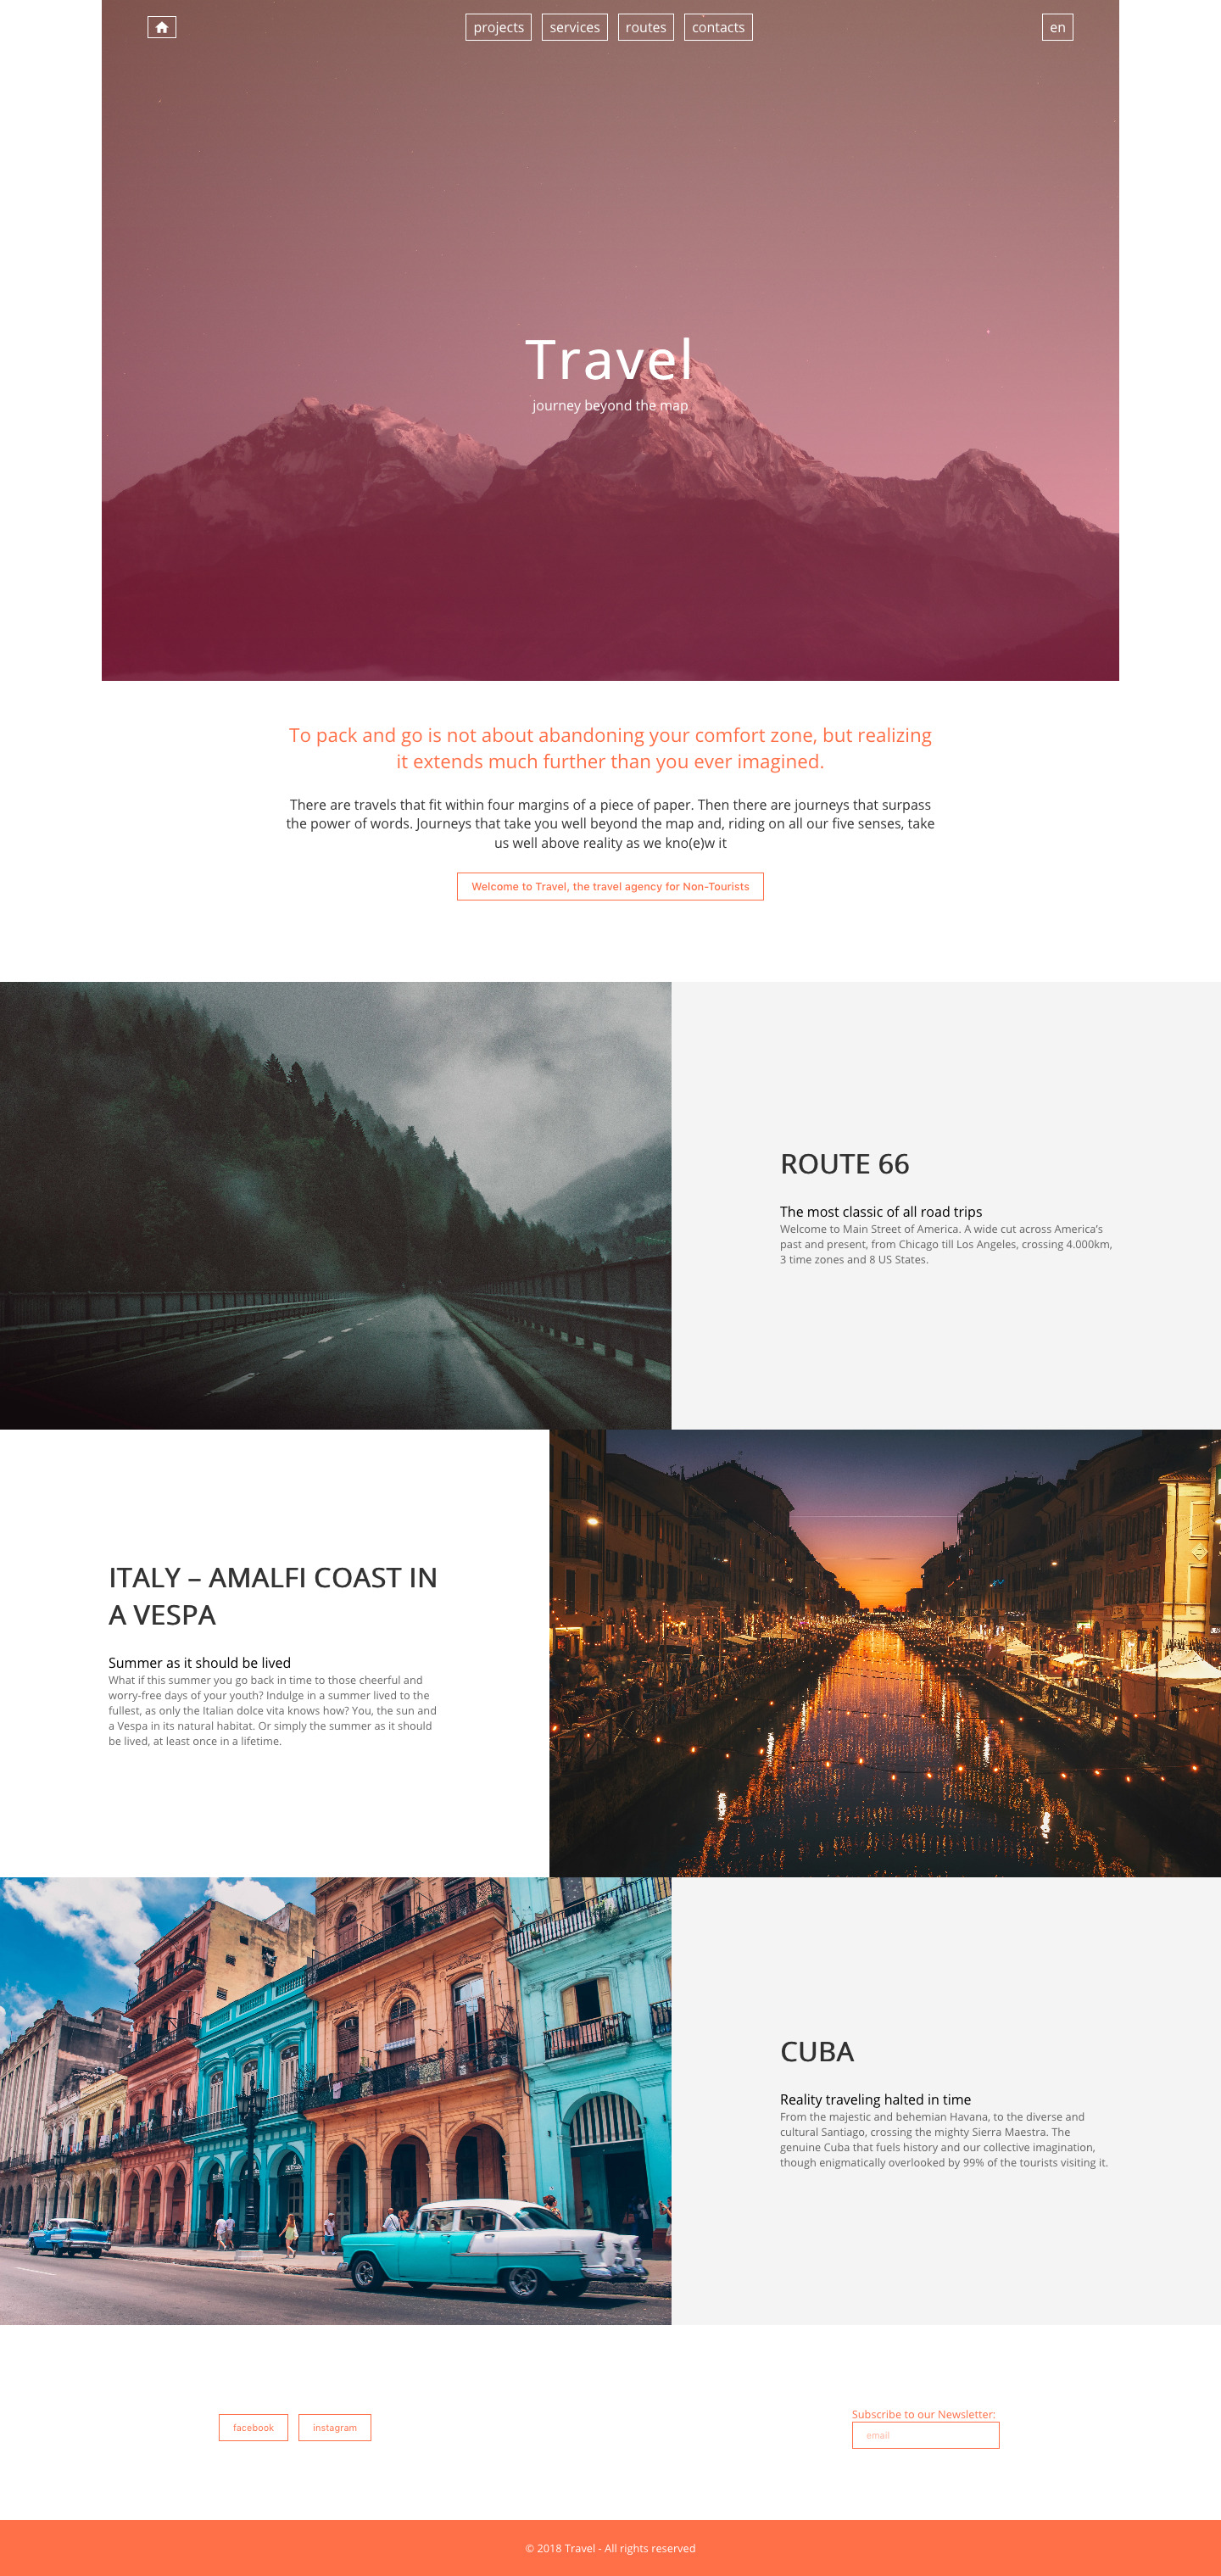 projects services routes contacts en
Travel
journey beyond the map
To pack and go is not about abandoning your comfort zone, but realizing
it extends much further than you ever imagined.
There are travels that fit within four margins of a piece of paper. Then there are journeys that surpass
the power of words. Journeys that take you well beyond the map and, riding on all our five senses, take
us well above reality as we kno(e)w it
Welcome to Travel, the travel agency for Non-Tourists
ROUTE 66
The most classic of all road trips
Welcome to Main Street of America. A wide cut across America's
past and present, from Chicago till Los Angeles, crossing 4.000km,
3 time zones and 8 US States.
ITALY – AMALFI COAST IN
A VESPA
Summer as it should be lived
What if this summer you go back in time to those cheerful and
worry-free days of your youth? Indulge in a summer lived to the
fullest, as only the Italian dolce vita knows how? You, the sun and
a Vespa in its natural habitat. Or simply the summer as it should
be lived, at least once in a lifetime.
CUBA
Reality traveling halted in time
From the majestic and behemian Havana, to the diverse and
cultural Santiago, crossing the mighty Sierra Maestra. The
genuine Cuba that fuels history and our collective imagination,
though enigmatically overlooked by 99% of the tourists visiting it.
facebook instagram
Subscribe to our Newsletter:
email
© 2018 Travel - All rights reserved